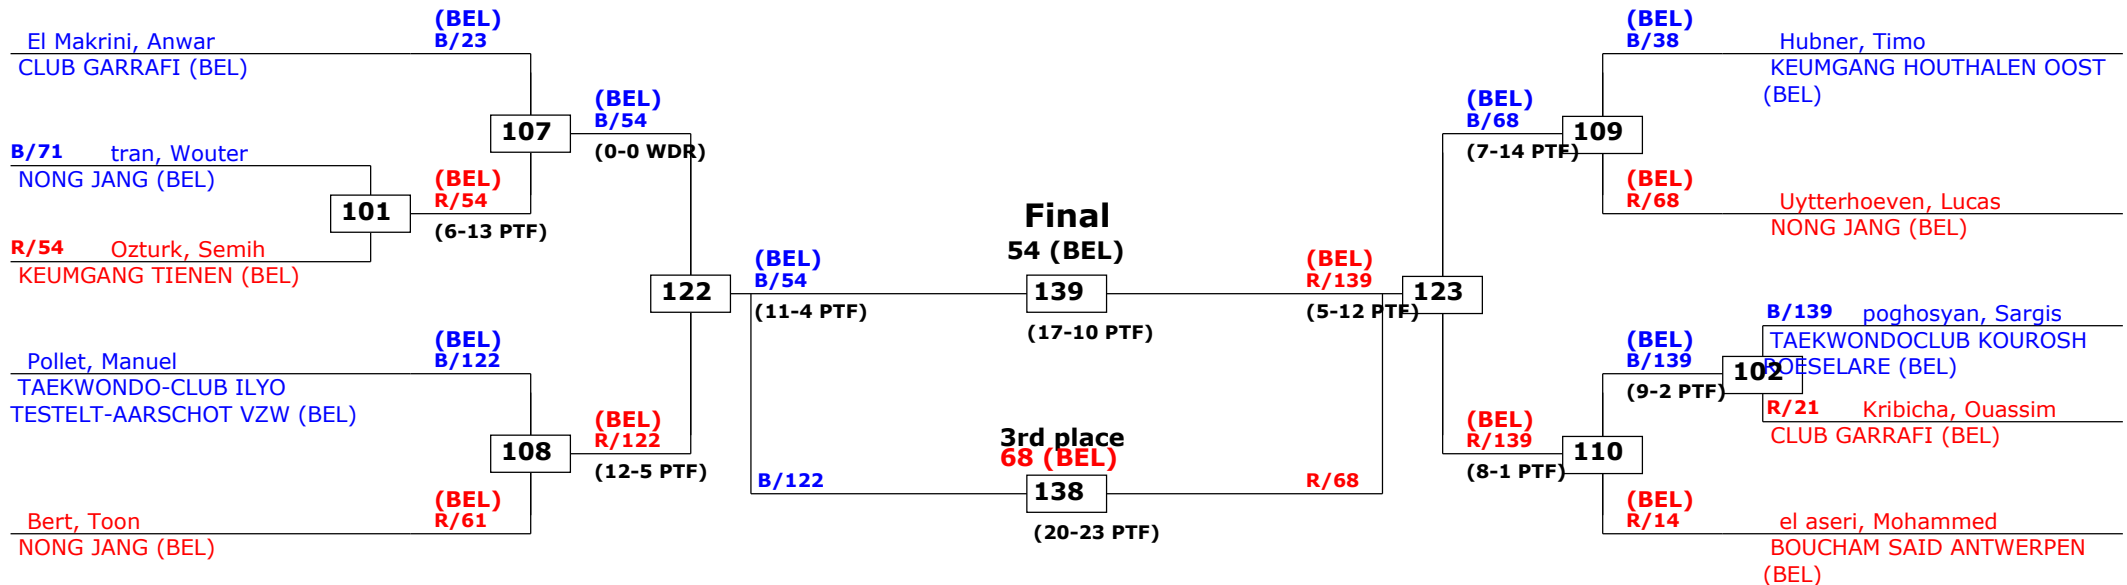 (BEL)
B/23
El Makrini, Anwar
CLUB GARRAFI (BEL)
B/71 tran, Wouter
NONG JANG (BEL)
R/54 Ozturk, Semih
KEUMGANG TIENEN (BEL)
101
(BEL)
R/54
(6-13 PTF)
107
(BEL)
B/54
(0-0 WDR)
(BEL)
B/122
Pollet, Manuel
TAEKWONDO-CLUB ILYO
TESTELT-AARSCHOT VZW (BEL)
(BEL)
R/61
Bert, Toon
NONG JANG (BEL)
108
(BEL)
R/122
(12-5 PTF)
122
(BEL)
B/54
(11-4 PTF)
Final
54 (BEL)
139
(17-10 PTF)
3rd place
68 (BEL)
B/122
138
R/68
(20-23 PTF)
(BEL)
R/139
(5-12 PTF)
123
(BEL)
B/68
(7-14 PTF)
109
(BEL)
B/38
Hubner, Timo
KEUMGANG HOUTHALEN OOST
(BEL)
(BEL)
R/68
Uytterhoeven, Lucas
NONG JANG (BEL)
(BEL)
R/139
(8-1 PTF)
110
(BEL)
B/139
(9-2 PTF)
102
B/139 poghosyan, Sargis
TAEKWONDOCLUB KOUROSH
ROESELARE (BEL)
R/21 Kribicha, Ouassim
CLUB GARRAFI (BEL)
(BEL)
R/14
el aseri, Mohammed
BOUCHAM SAID ANTWERPEN
(BEL)